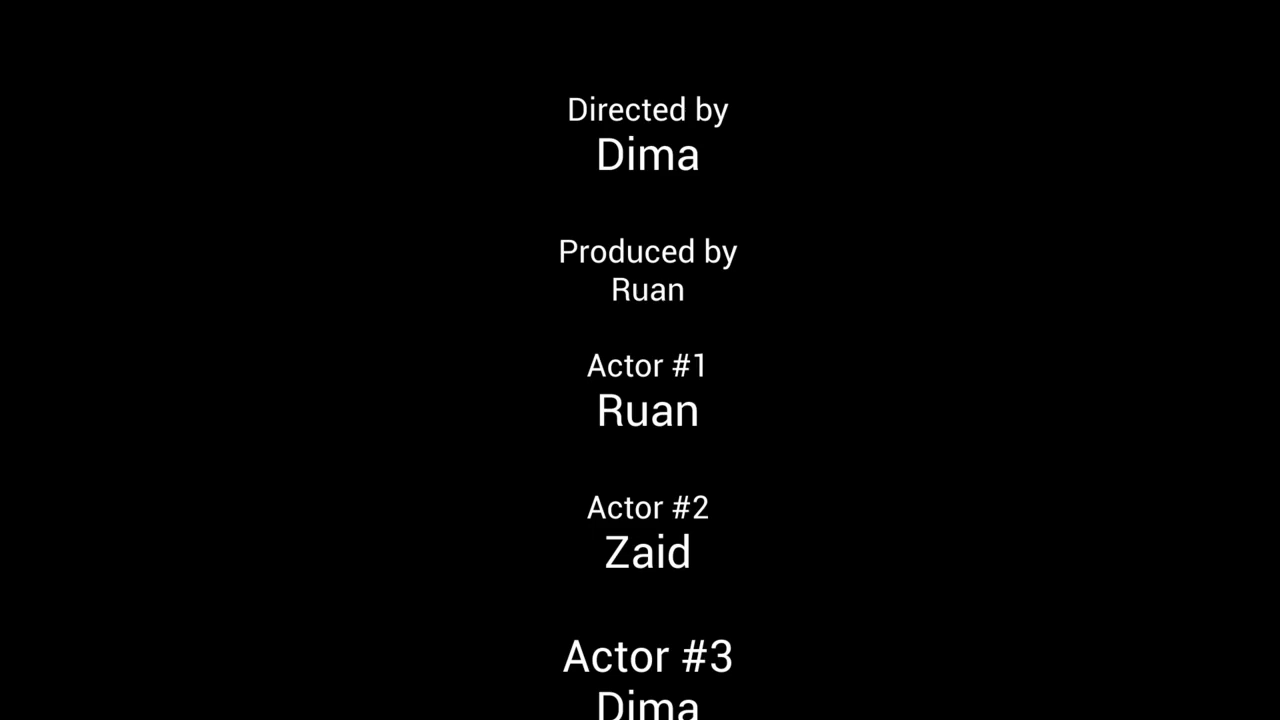 Directed by
Dima
Produced by
Ruan
Actor #1
Ruan
Actor #2
Zaid
Actor #3
Dima